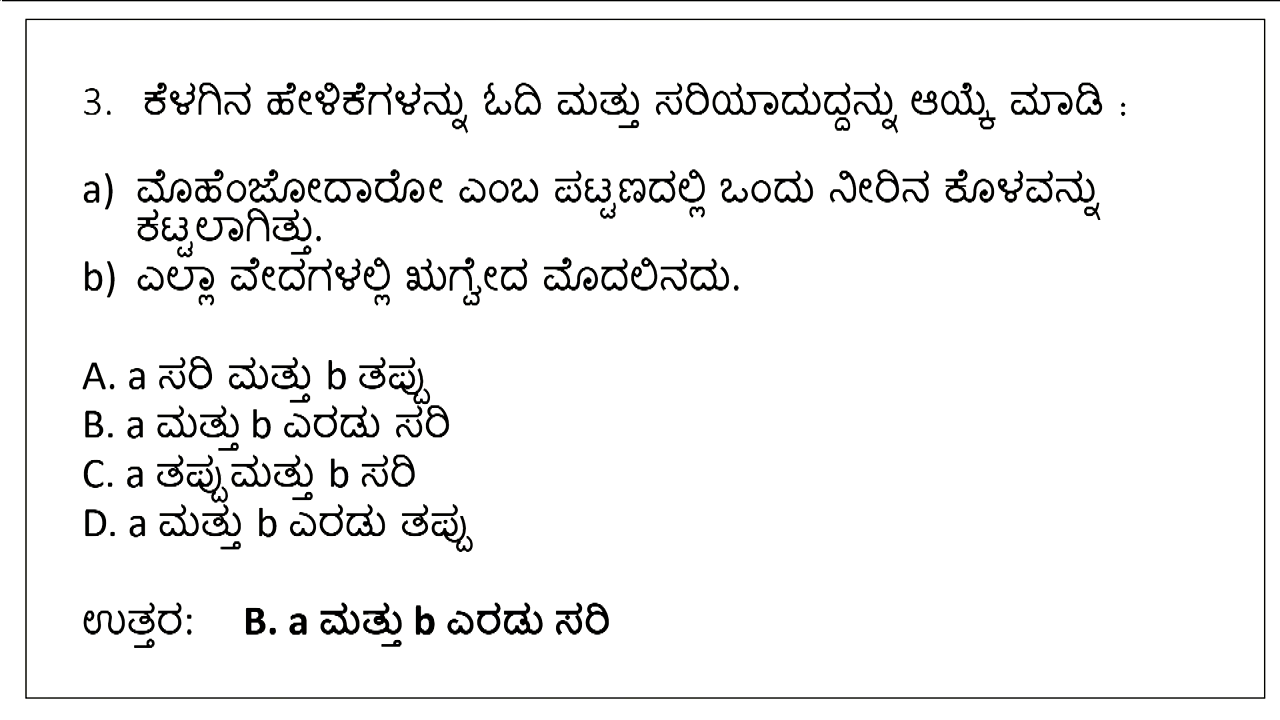 3. ಕೆಳಗಿನ ಹೇಳಿಕೆಗಳನ್ನು ಓದಿ ಮತ್ತು ಸರಿಯಾದುದ್ದನ್ನು ಆಯ್ಕೆ ಮಾಡಿ :
a) ಮೊಹೆಂಜೋದಾರೋ ಎಂಬ ಪಟ್ಟಣದಲ್ಲಿ ಒಂದು ನೀರಿನ ಕೊಳವನ್ನು
ಕಟ್ಟಲಾಗಿತ್ತು.
b) ಎಲ್ಲಾ ವೇದಗಳಲ್ಲಿ ಋಗ್ವೇದ ಮೊದಲಿನದು.
A. a ಸರಿ ಮತ್ತು b ತಪ್ಪು
B. a ಮತ್ತು b ಎರಡು ಸರಿ
C. a ತಪ್ಪುಮತ್ತು b ಸರಿ
D. a ಮತ್ತು b ಎರಡು ತಪ್ಪು
ಉತ್ತರ: B. a ಮತ್ತು b ಎರಡು ಸರಿ